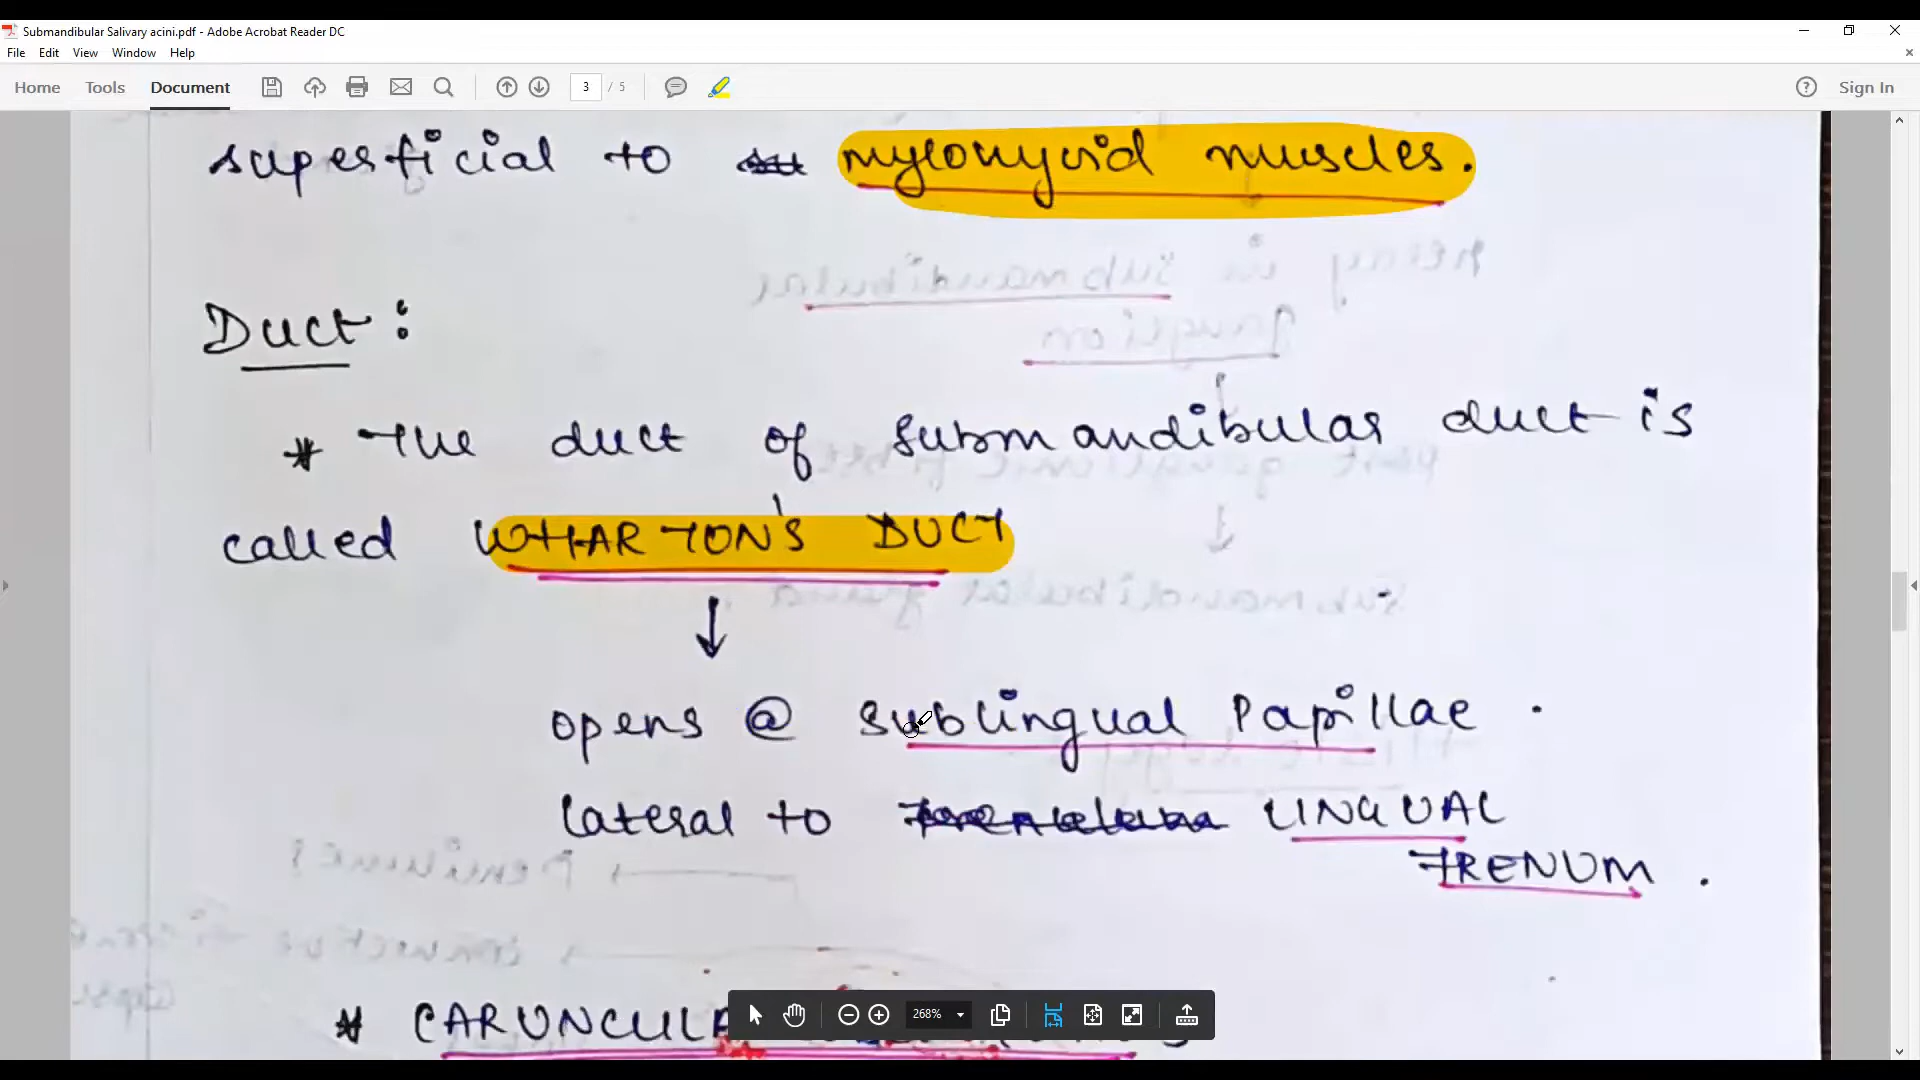 Submandibular Salivary acini.pdf - Adobe Acrobat Reader DC
File Edit View Window Help
Home Tools Document 3 / 5 Sign In
superficial to mylohyoid muscles.
Duct :
* The duct of submandibular duct is
called WHARTON'S DUCT
↓
opens @ sublingual Papillae .
lateral to LINGUAL
FRENUM .
* CARUNCULA
268%